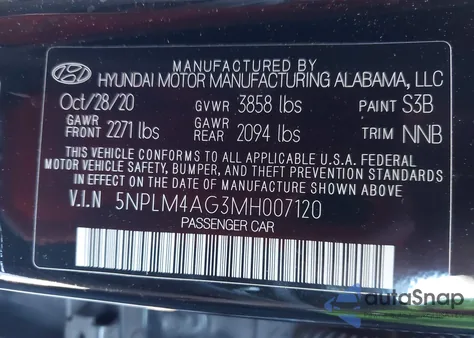 MANUFACTURED BY
HYUNDAI MOTOR MANUFACTURING ALABAMA, LLC
Oct/28/20 GVWR 3858 lbs PAINT S3B
GAWR FRONT 2271 lbs GAWR REAR 2094 lbs TRIM NNB
THIS VEHICLE CONFORMS TO ALL APPLICABLE U.S.A. FEDERAL
MOTOR VEHICLE SAFETY, BUMPER, AND THEFT PREVENTION STANDARDS
IN EFFECT ON THE DATE OF MANUFACTURE SHOWN ABOVE
V.I.N 5NPLM4AG3MH007120
PASSENGER CAR
autoSnap